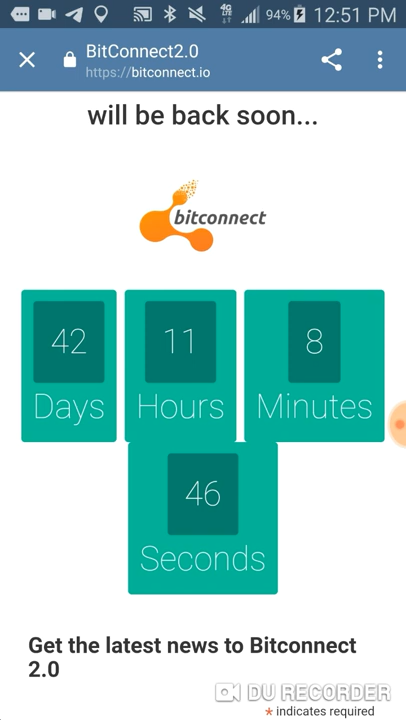 94% 12:51 PM
BitConnect2.0
https://bitconnect.io
will be back soon...
bitconnect
42
Days
11
Hours
8
Minutes
46
Seconds
Get the latest news to Bitconnect
2.0
DU RECORDER
* indicates required